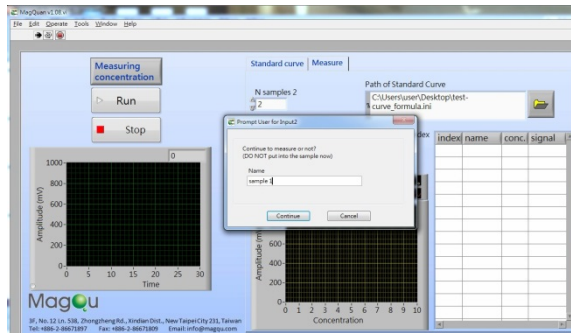 MagQuan v1.06 vi
File Edit Operate Tools Window Help
Measuring
concentration
Run
Stop
Standard curve
Measure
N samples 2
2
Path of Standard Curve
C:\Users\user\Desktop\test-
curve_formula.ini
index name conc. signal
Prompt User for Input2
Continue to measure or not?
(DO NOT put into the sample now)
Name
sample 1
Continue
Cancel
0
Amplitude (mV)
1000
800
600
400
200
0
0 5 10 15 20 25 30
Time
Amplitude (mV)
600
400
200
0
0 1 2 3 4 5 6 7 8 9 10
Concentration
MagQu
3F, No. 12 Ln. 538, Zhongzheng Rd., Xindian Dist., New Taipei City 231, Taiwan
Tel: +886-2-86671897 Fax: +886-2-86671809 Email: info@magqu.com